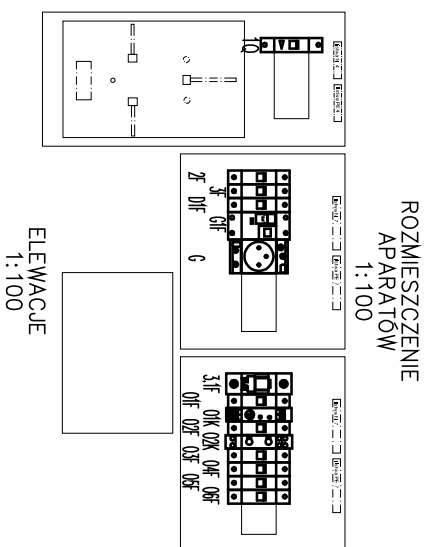 ROZMIESZCZENIE
APARATÓW
1:100
1Q
2F
3F
D1F
G1F
G
3.1F
01F
01K
02F
02K
03F
04F
05F
06F
ELEWACJE
1:100